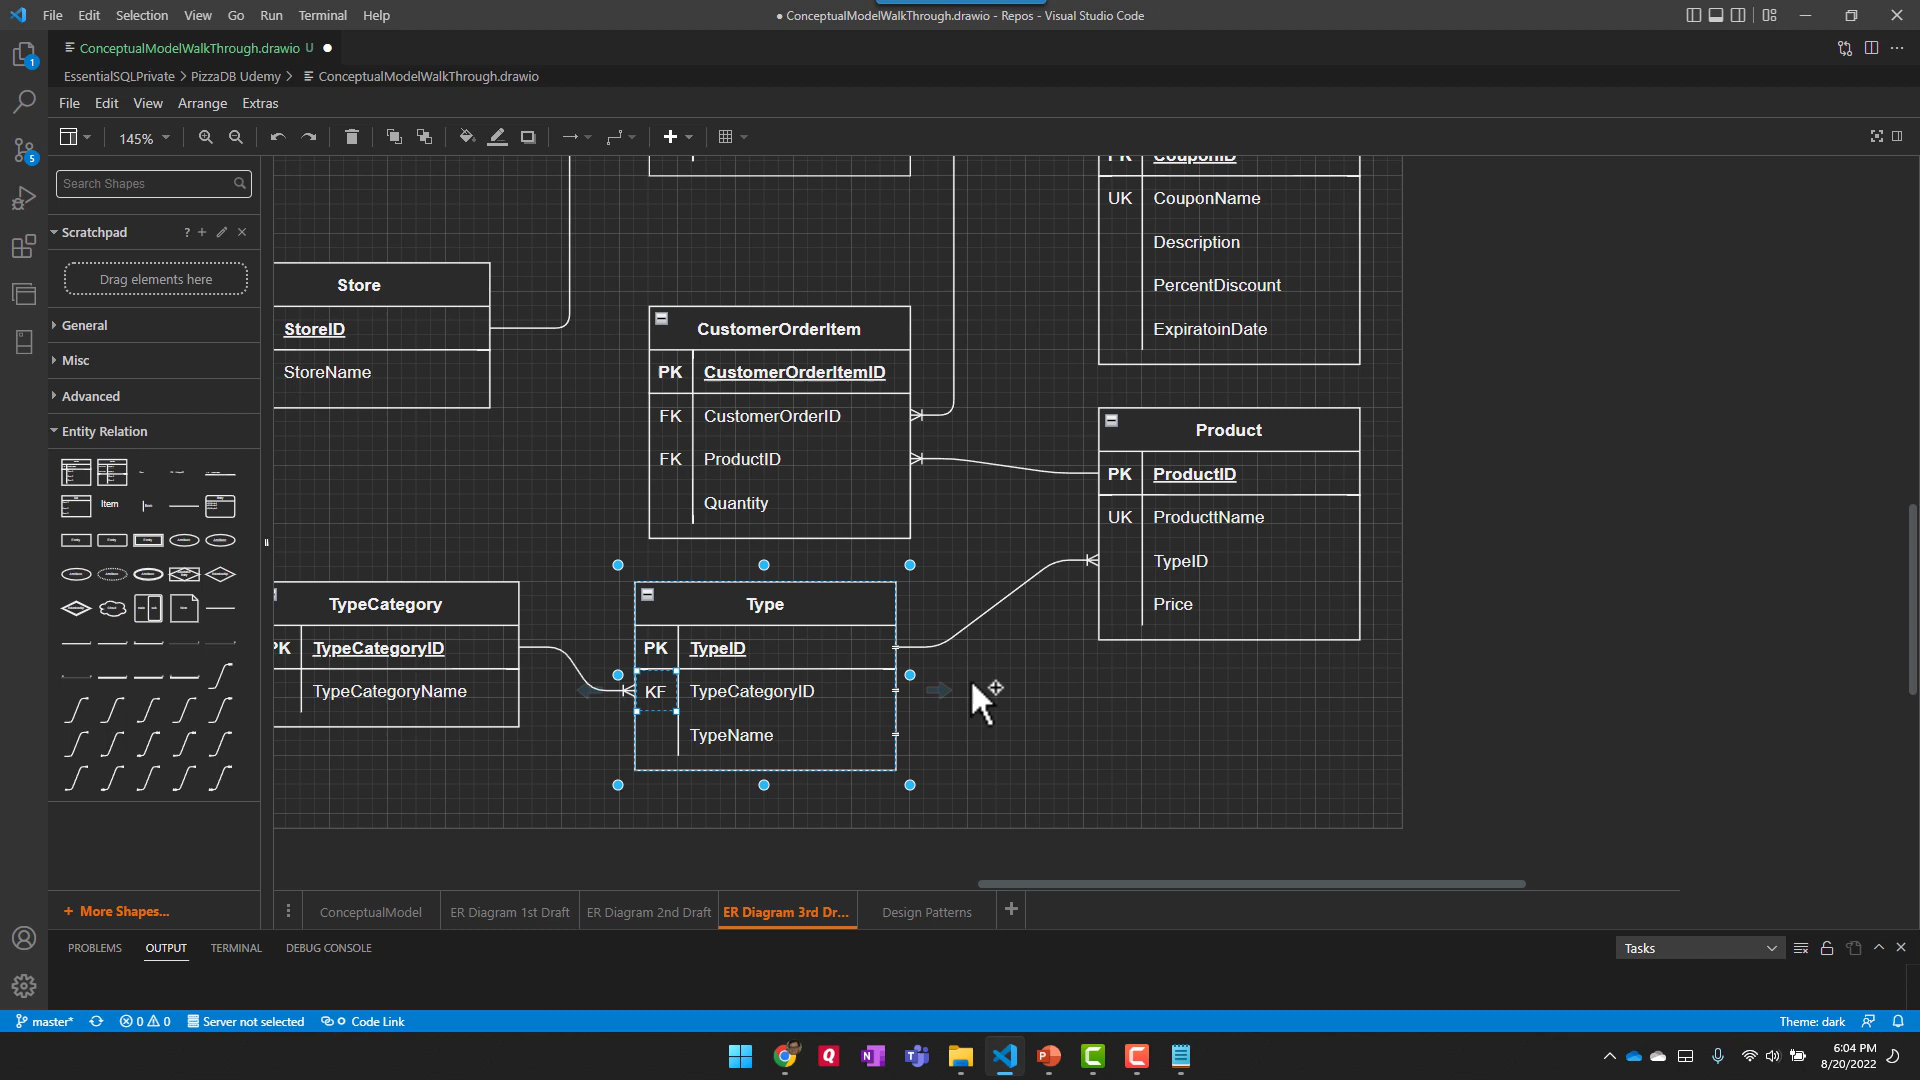 File Edit Selection View Go Run Terminal Help
● ConceptualModelWalkThrough.drawio - Repos - Visual Studio Code
ConceptualModelWalkThrough.drawio U
EssentialSQLPrivate > PizzaDB Udemy > ConceptualModelWalkThrough.drawio
File Edit View Arrange Extras
145%
Search Shapes
Scratchpad
?
Drag elements here
General
Misc
Advanced
Entity Relation
Item
More Shapes...
Store
StoreID
StoreName
CustomerOrderItem
PK CustomerOrderItemID
FK CustomerOrderID
FK ProductID
Quantity
PK CouponID
UK CouponName
Description
PercentDiscount
ExpiratoinDate
Product
PK ProductID
UK ProducttName
TypeID
Price
TypeCategory
PK TypeCategoryID
TypeCategoryName
Type
PK TypeID
KF TypeCategoryID
TypeName
ConceptualModel
ER Diagram 1st Draft
ER Diagram 2nd Draft
ER Diagram 3rd Dr...
Design Patterns
PROBLEMS OUTPUT TERMINAL DEBUG CONSOLE
Tasks
1
5
master* 0 0 Server not selected Code Link
Theme: dark
6:04 PM
8/20/2022